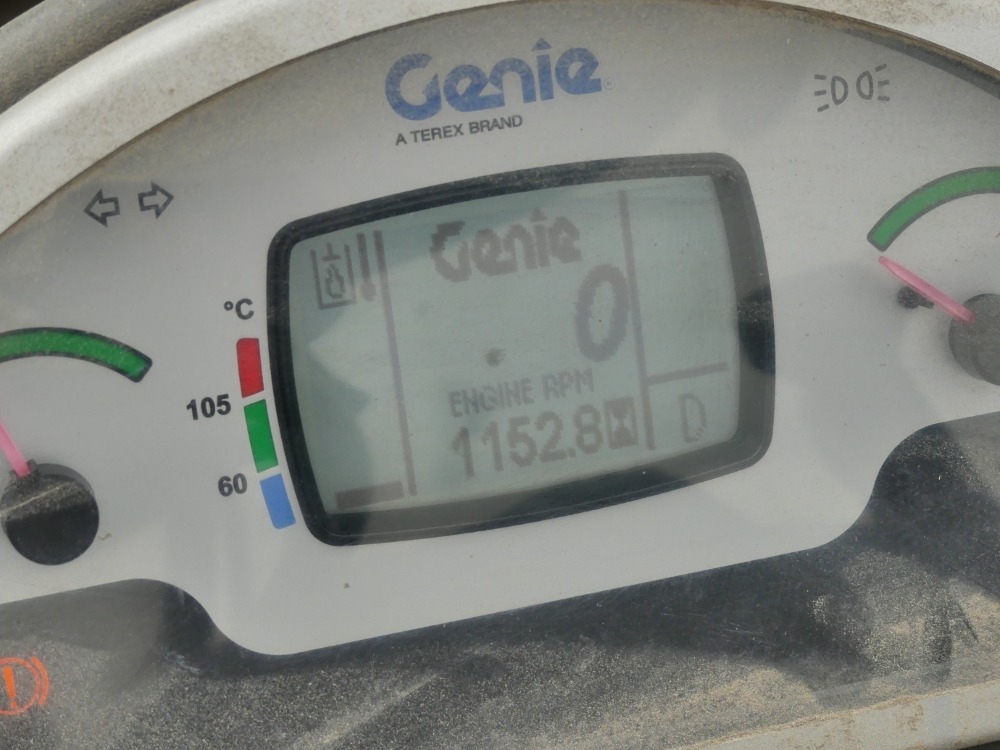 Genie
A TEREX BRAND
Genie
0
ENGINE RPM
1152.8
D
°C
105
60